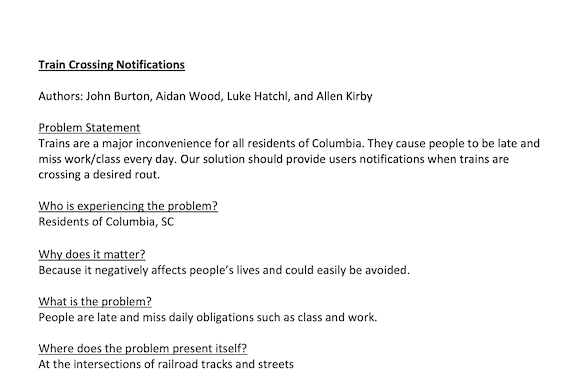 Train Crossing Notifications
Authors: John Burton, Aidan Wood, Luke Hatchl, and Allen Kirby
Problem Statement
Trains are a major inconvenience for all residents of Columbia. They cause people to be late and
miss work/class every day. Our solution should provide users notifications when trains are
crossing a desired rout.
Who is experiencing the problem?
Residents of Columbia, SC
Why does it matter?
Because it negatively affects people’s lives and could easily be avoided.
What is the problem?
People are late and miss daily obligations such as class and work.
Where does the problem present itself?
At the intersections of railroad tracks and streets